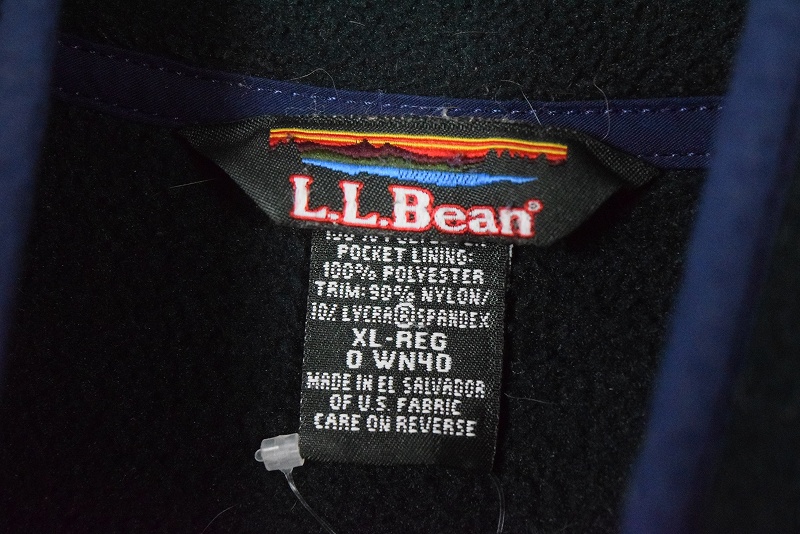 L.L.Bean®
POCKET LINING:
100% POLYESTER
TRIM: 90% NYLON/
10% LYCRA® SPANDEX
XL-REG
0 WN40
MADE IN EL SALVADOR
OF U.S. FABRIC
CARE ON REVERSE